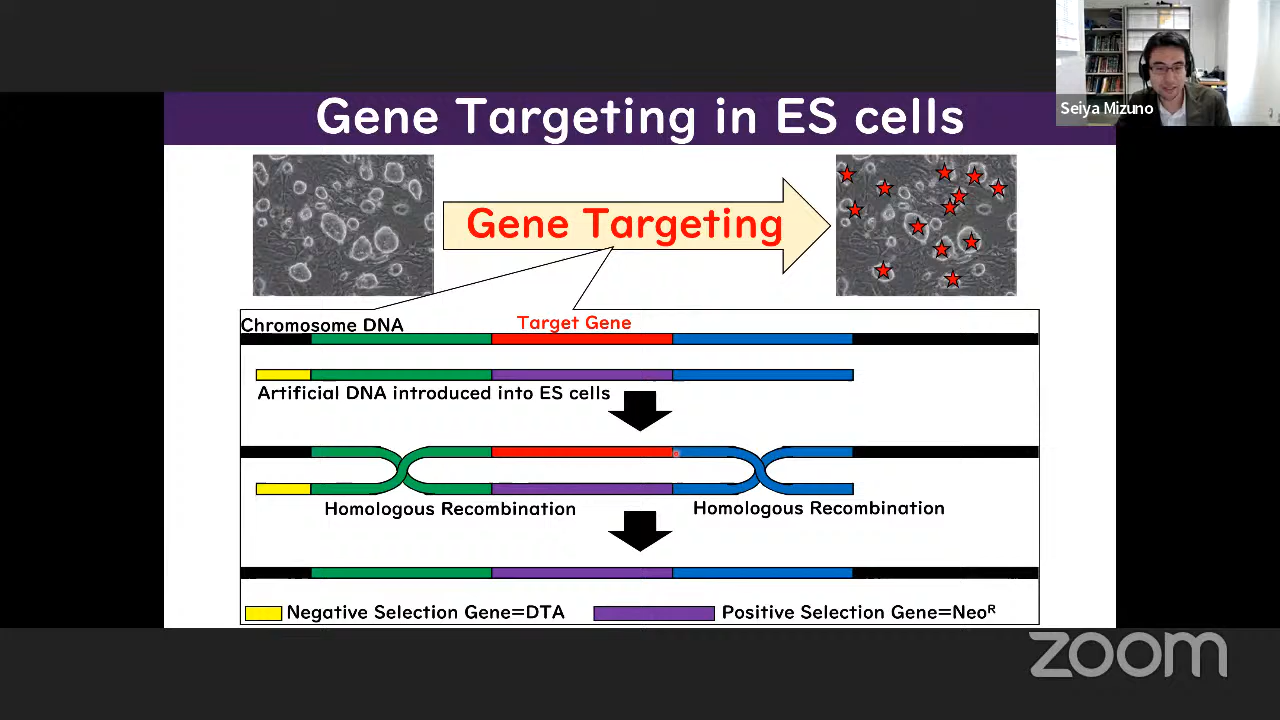 Seiya Mizuno
Gene Targeting in ES cells
Gene Targeting
Chromosome DNA
Target Gene
Artificial DNA introduced into ES cells
Homologous Recombination
Homologous Recombination
Negative Selection Gene=DTA
Positive Selection Gene=Neoᴿ
zoom